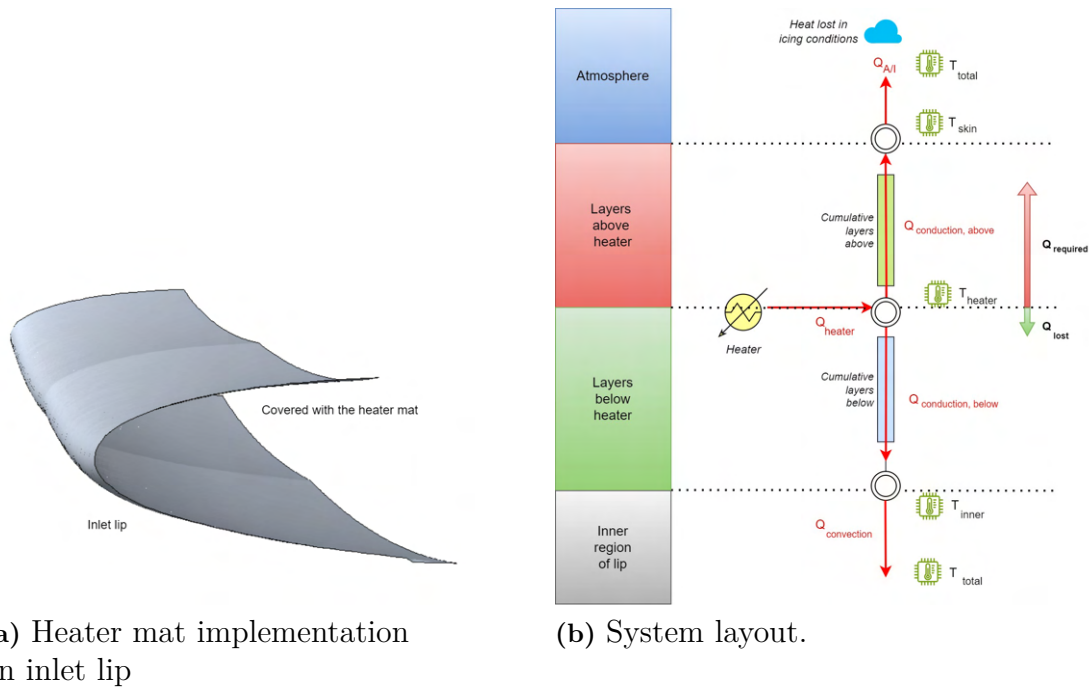 Covered with the heater mat
Inlet lip
a) Heater mat implementation
n inlet lip
Atmosphere
Layers
above
heater
Layers
below
heater
Inner
region
of lip
Heat lost in
icing conditions
Q A/I
T total
T skin
Cumulative
layers
above
Q conduction, above
Q required
T heater
Q heater
Heater
Q lost
Cumulative
layers
below
Q conduction, below
T inner
Q convection
T total
(b) System layout.